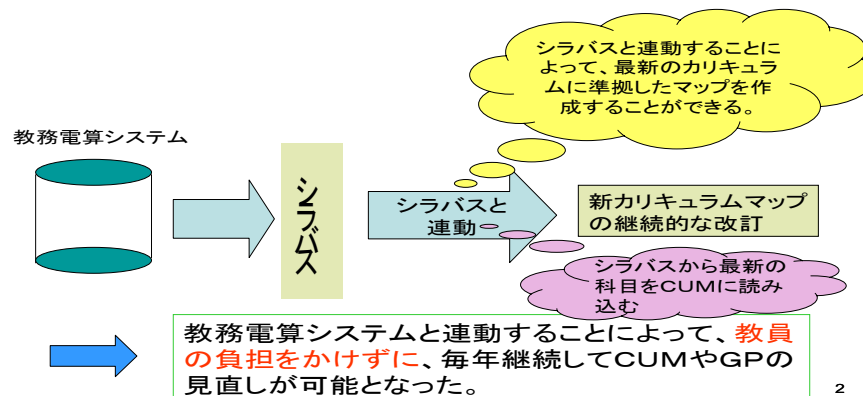 シラバスと連動することに
よって、最新のカリキュラ
ムに準拠したマップを作
成することができる。
教務電算システム
シラバス
シラバスと
連動
新カリキュラムマップ
の継続的な改訂
シラバスから最新の
科目をCUMに読み
込む
教務電算システムと連動することによって、教員
の負担をかけずに、毎年継続してCUMやGPの
見直しが可能となった。
2